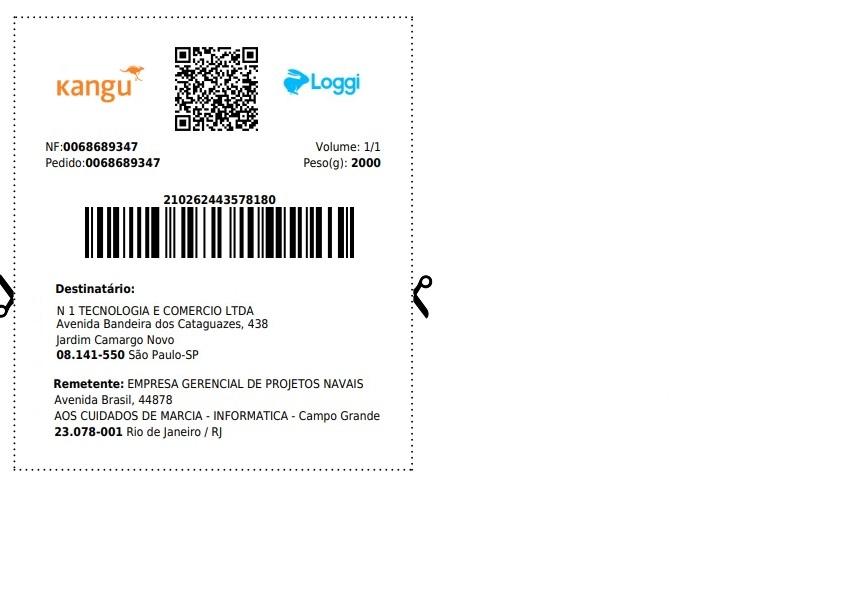 kangu
Loggi
NF:0068689347
Volume: 1/1
Pedido:0068689347
Peso(g): 2000
210262443578180
Destinatário:
N 1 TECNOLOGIA E COMERCIO LTDA
Avenida Bandeira dos Cataguazes, 438
Jardim Camargo Novo
08.141-550 São Paulo-SP
Remetente: EMPRESA GERENCIAL DE PROJETOS NAVAIS
Avenida Brasil, 44878
AOS CUIDADOS DE MARCIA - INFORMATICA - Campo Grande
23.078-001 Rio de Janeiro / RJ